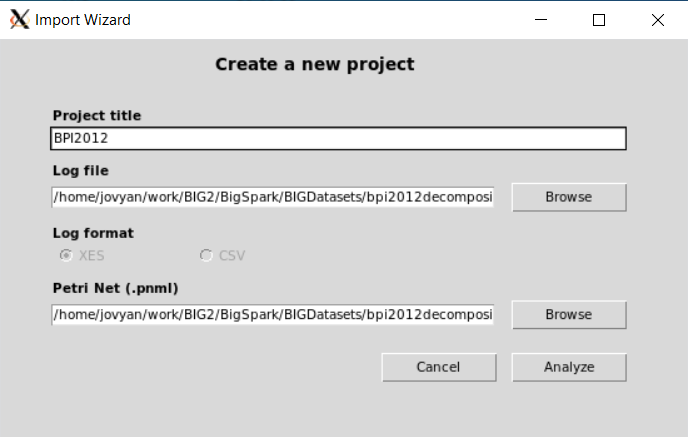 Import Wizard
Create a new project
Project title
BPI2012
Log file
/home/jovyan/work/BIG2/BigSpark/BIGDatasets/bpi2012decomposi
Browse
Log format
XES CSV
Petri Net (.pnml)
/home/jovyan/work/BIG2/BigSpark/BIGDatasets/bpi2012decomposi
Browse
Cancel Analyze